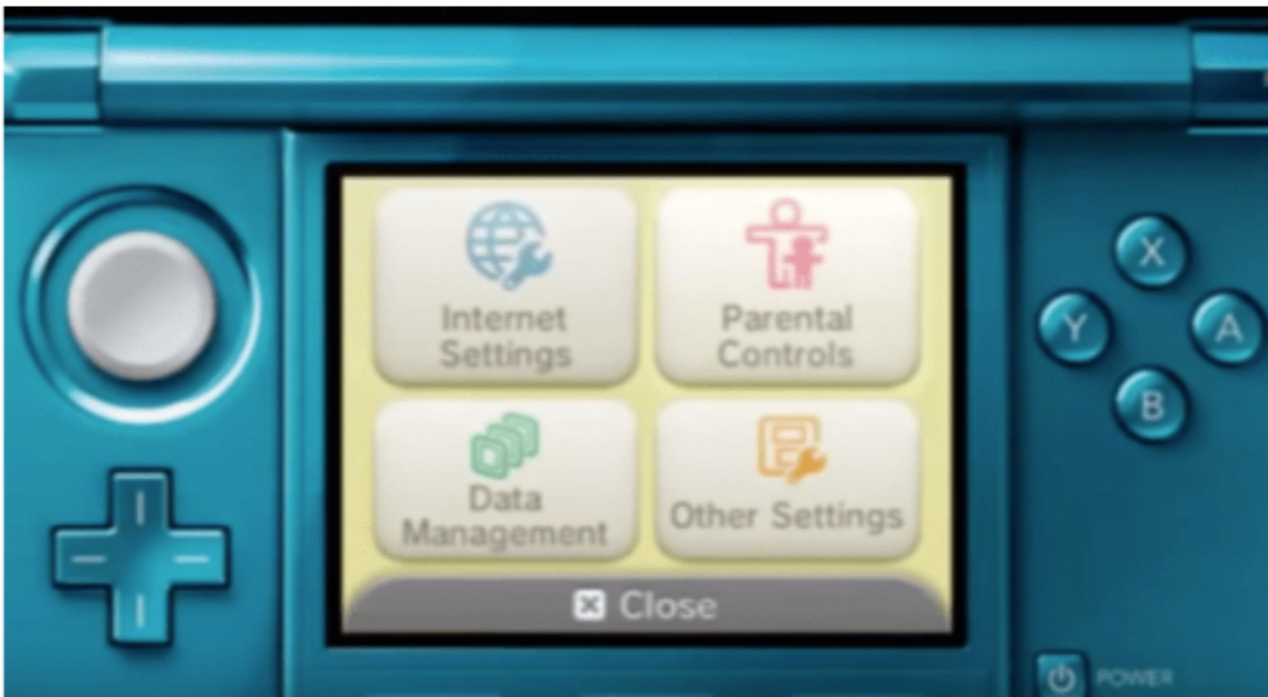 Internet
Settings
Parental
Controls
Data
Management
Other Settings
X Close
X
Y
A
B
POWER